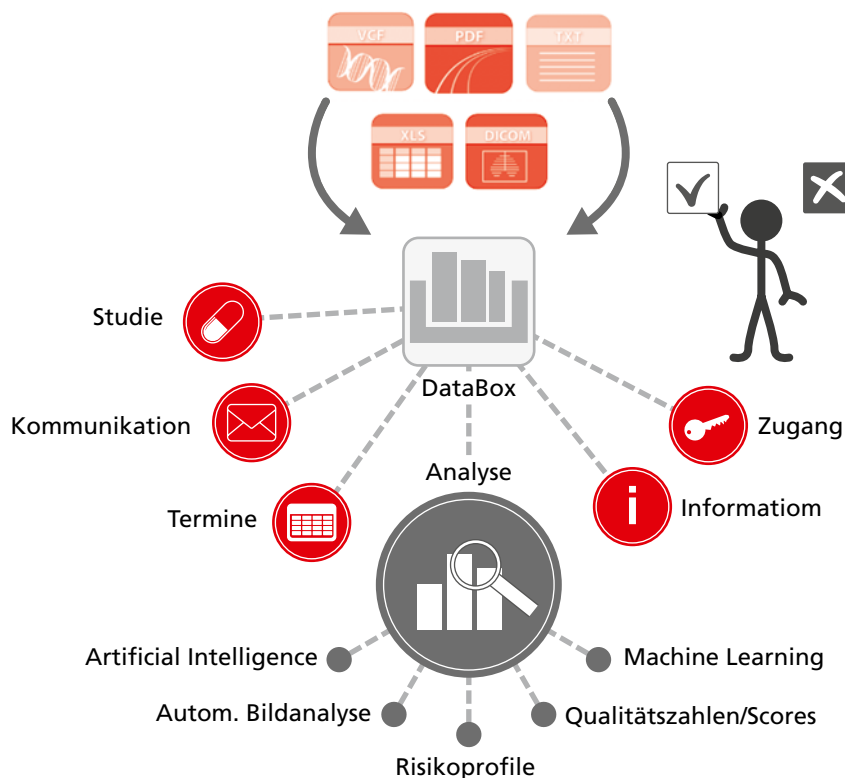 VCF PDF TXT
XLS DICOM
DataBox
Studie
Kommunikation
Zugang
Analyse
Termine
i Informatiom
Artificial Intelligence
Machine Learning
Autom. Bildanalyse
Qualitätszahlen/Scores
Risikoprofile